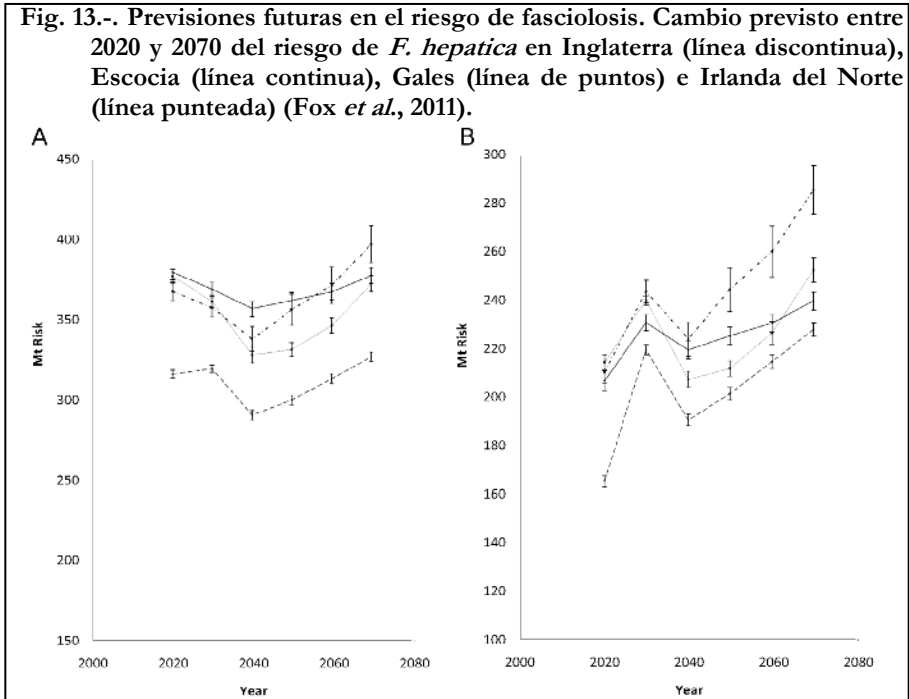 Fig. 13.-. Previsiones futuras en el riesgo de fasciolosis. Cambio previsto entre
2020 y 2070 del riesgo de F. hepatica en Inglaterra (línea discontinua),
Escocia (línea continua), Gales (línea de puntos) e Irlanda del Norte
(línea punteada) (Fox et al., 2011).
A
450
400
350
300
250
200
150
Mt Risk
2000 2020 2040 2060 2080
Year
B
300
280
260
240
220
200
180
160
140
120
100
Mt Risk
2000 2020 2040 2060 2080
Year